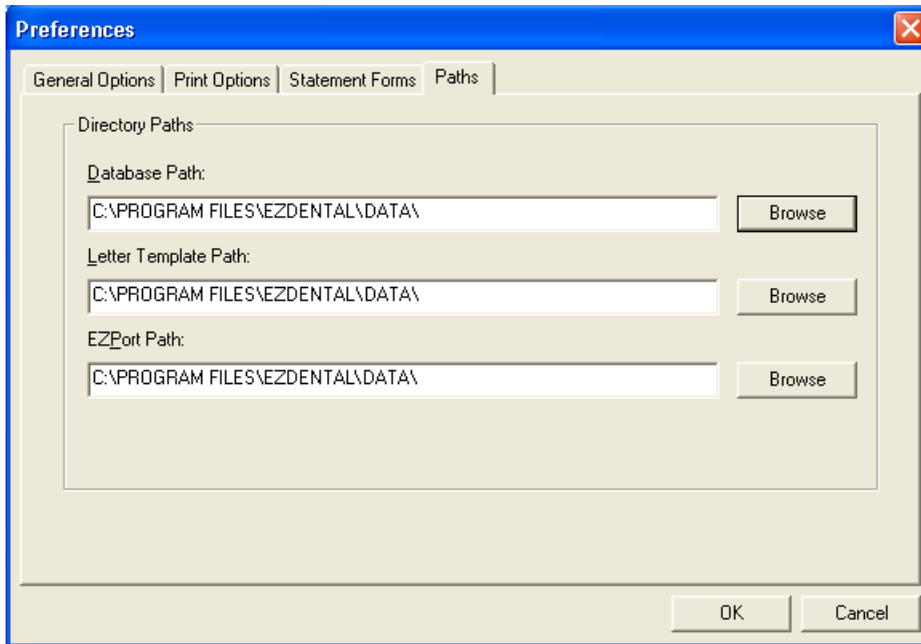 Preferences
General Options Print Options Statement Forms Paths
Directory Paths
Database Path:
C:\PROGRAM FILES\EZDENTAL\DATA\ Browse
Letter Template Path:
C:\PROGRAM FILES\EZDENTAL\DATA\ Browse
EZPort Path:
C:\PROGRAM FILES\EZDENTAL\DATA\ Browse
OK Cancel